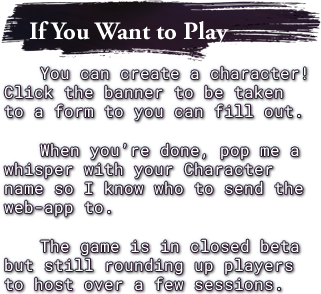 If You Want to Play
You can create a character!
Click the banner to be taken
to a form to you can fill out.
When you're done, pop me a
whisper with your Character
name so I know who to send the
web-app to.
The game is in closed beta
but still rounding up players
to host over a few sessions.